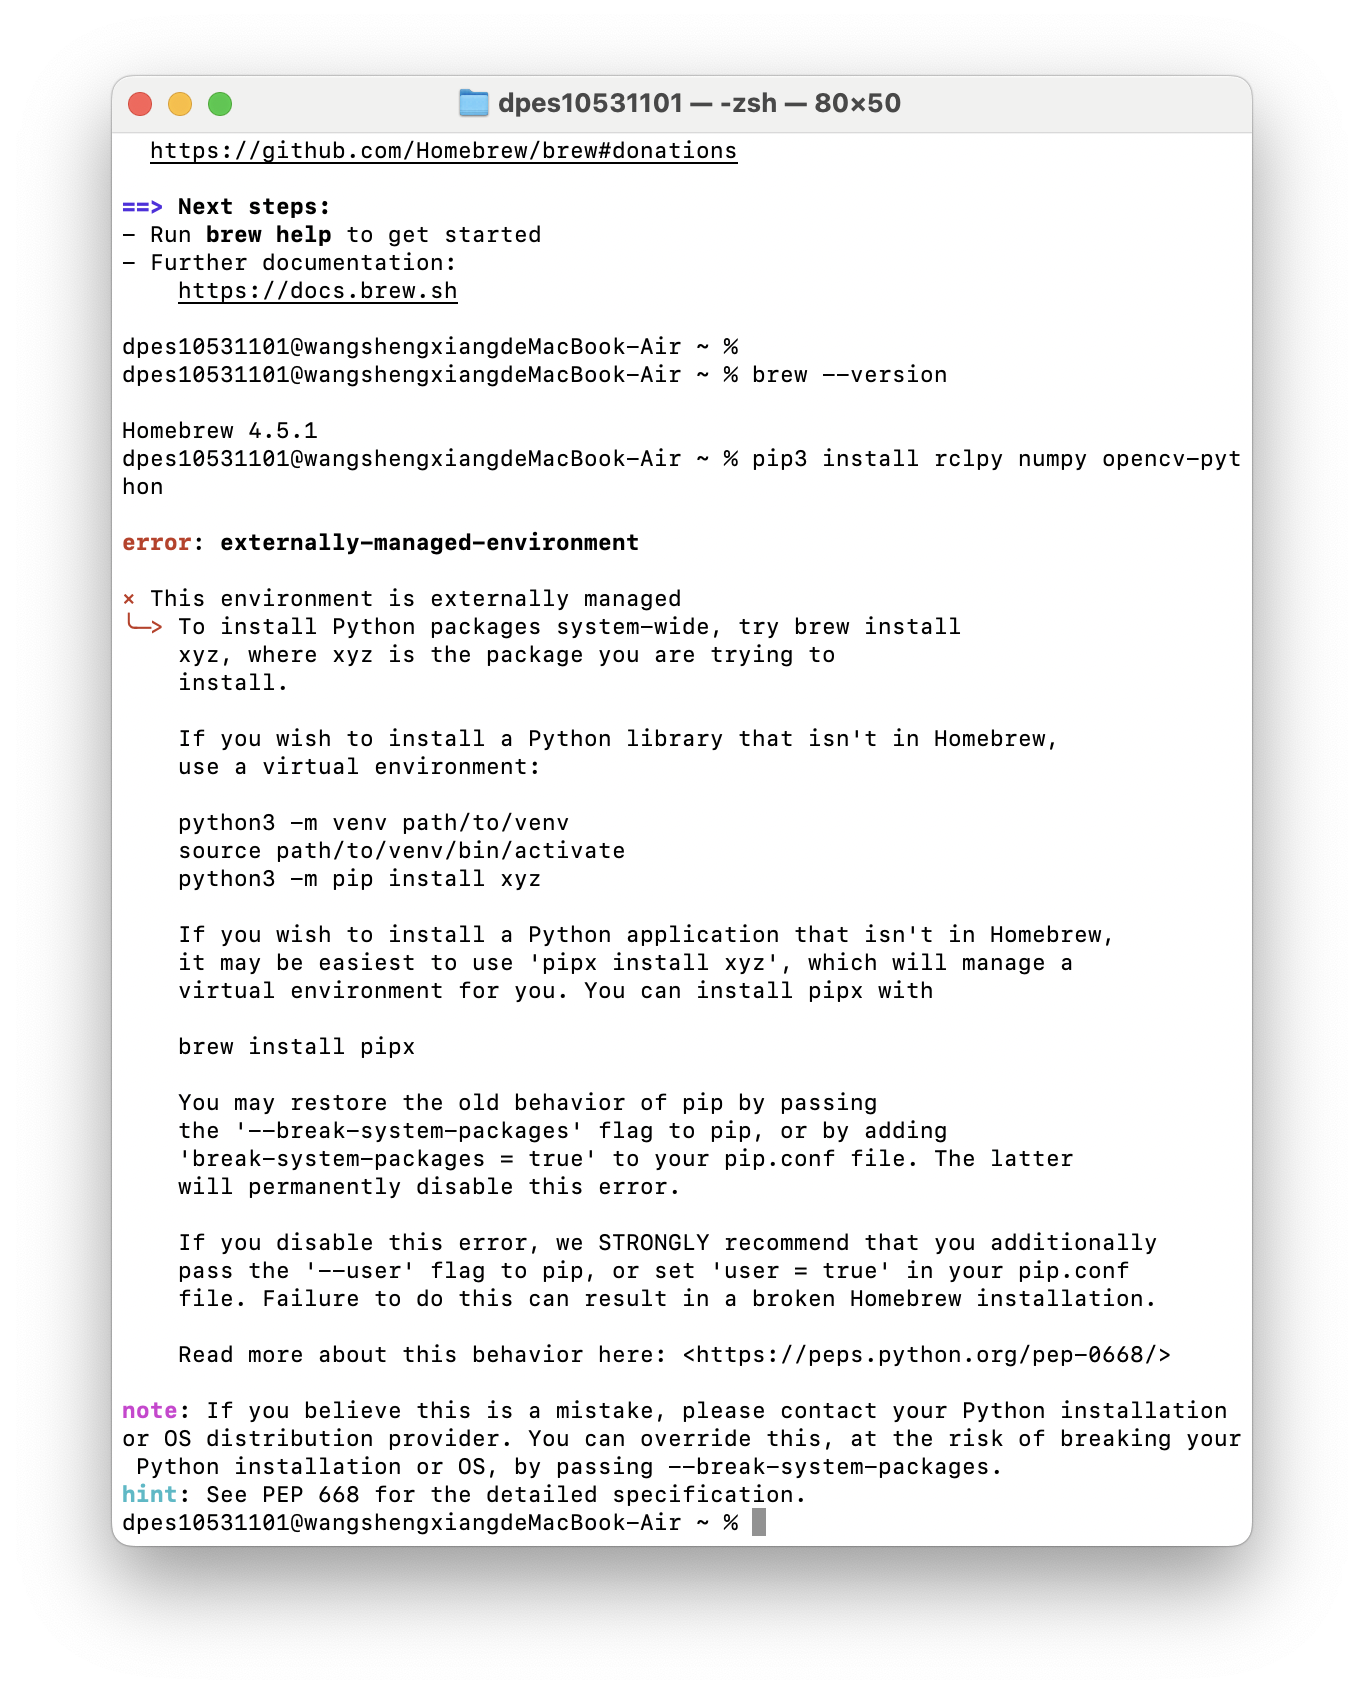 dpes10531101 — -zsh — 80×50
https://github.com/Homebrew/brew#donations
==> Next steps:
- Run brew help to get started
- Further documentation:
https://docs.brew.sh
dpes10531101@wangshengxiangdeMacBook-Air ~ %
dpes10531101@wangshengxiangdeMacBook-Air ~ % brew --version
Homebrew 4.5.1
dpes10531101@wangshengxiangdeMacBook-Air ~ % pip3 install rclpy numpy opencv-pyt
hon
error: externally-managed-environment
× This environment is externally managed
╰─> To install Python packages system-wide, try brew install
xyz, where xyz is the package you are trying to
install.
If you wish to install a Python library that isn't in Homebrew,
use a virtual environment:
python3 -m venv path/to/venv
source path/to/venv/bin/activate
python3 -m pip install xyz
If you wish to install a Python application that isn't in Homebrew,
it may be easiest to use 'pipx install xyz', which will manage a
virtual environment for you. You can install pipx with
brew install pipx
You may restore the old behavior of pip by passing
the '--break-system-packages' flag to pip, or by adding
'break-system-packages = true' to your pip.conf file. The latter
will permanently disable this error.
If you disable this error, we STRONGLY recommend that you additionally
pass the '--user' flag to pip, or set 'user = true' in your pip.conf
file. Failure to do this can result in a broken Homebrew installation.
Read more about this behavior here: <https://peps.python.org/pep-0668/>
note: If you believe this is a mistake, please contact your Python installation
or OS distribution provider. You can override this, at the risk of breaking your
Python installation or OS, by passing --break-system-packages.
hint: See PEP 668 for the detailed specification.
dpes10531101@wangshengxiangdeMacBook-Air ~ %